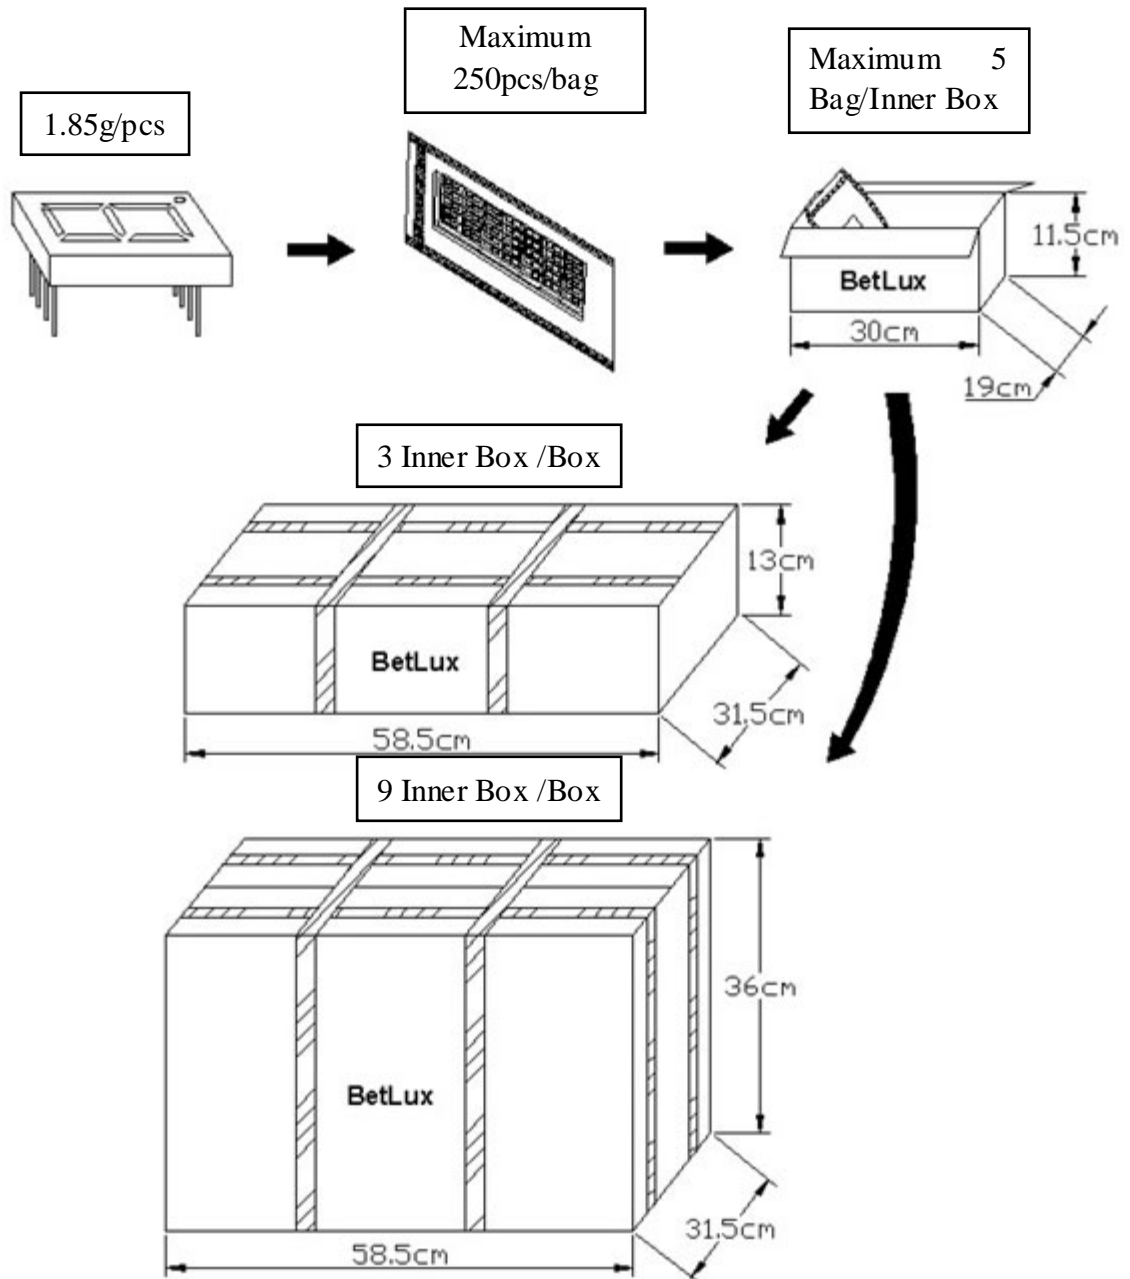 Maximum
250pcs/bag
Maximum 5
Bag/Inner Box
1.85g/pcs
11.5cm
BetLux
30cm
19cm
3 Inner Box /Box
13cm
BetLux
31.5cm
58.5cm
9 Inner Box /Box
36cm
BetLux
31.5cm
58.5cm